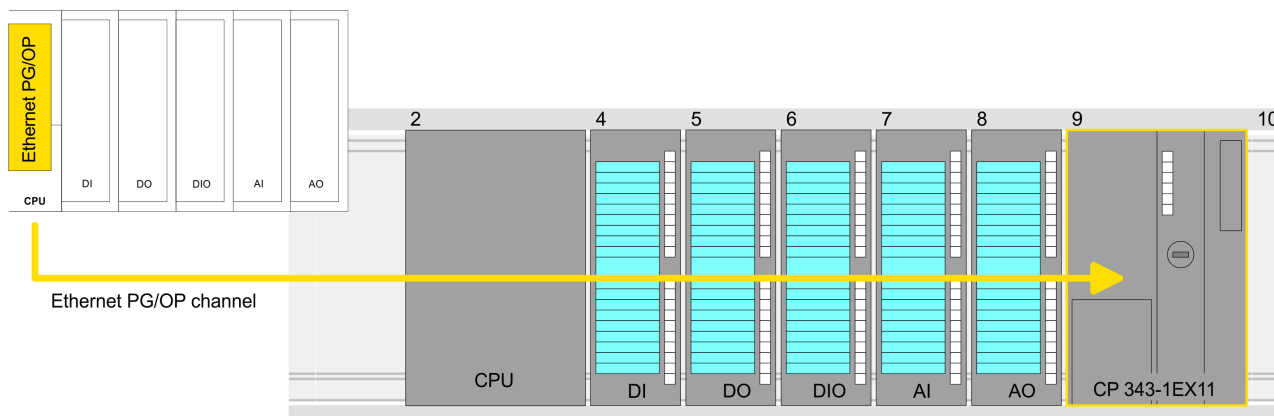 Ethernet PG/OP
CPU
DI
DO
DIO
AI
AO
Ethernet PG/OP channel
2
4
5
6
7
8
9
10
CPU
DI
DO
DIO
AI
AO
CP 343-1EX11